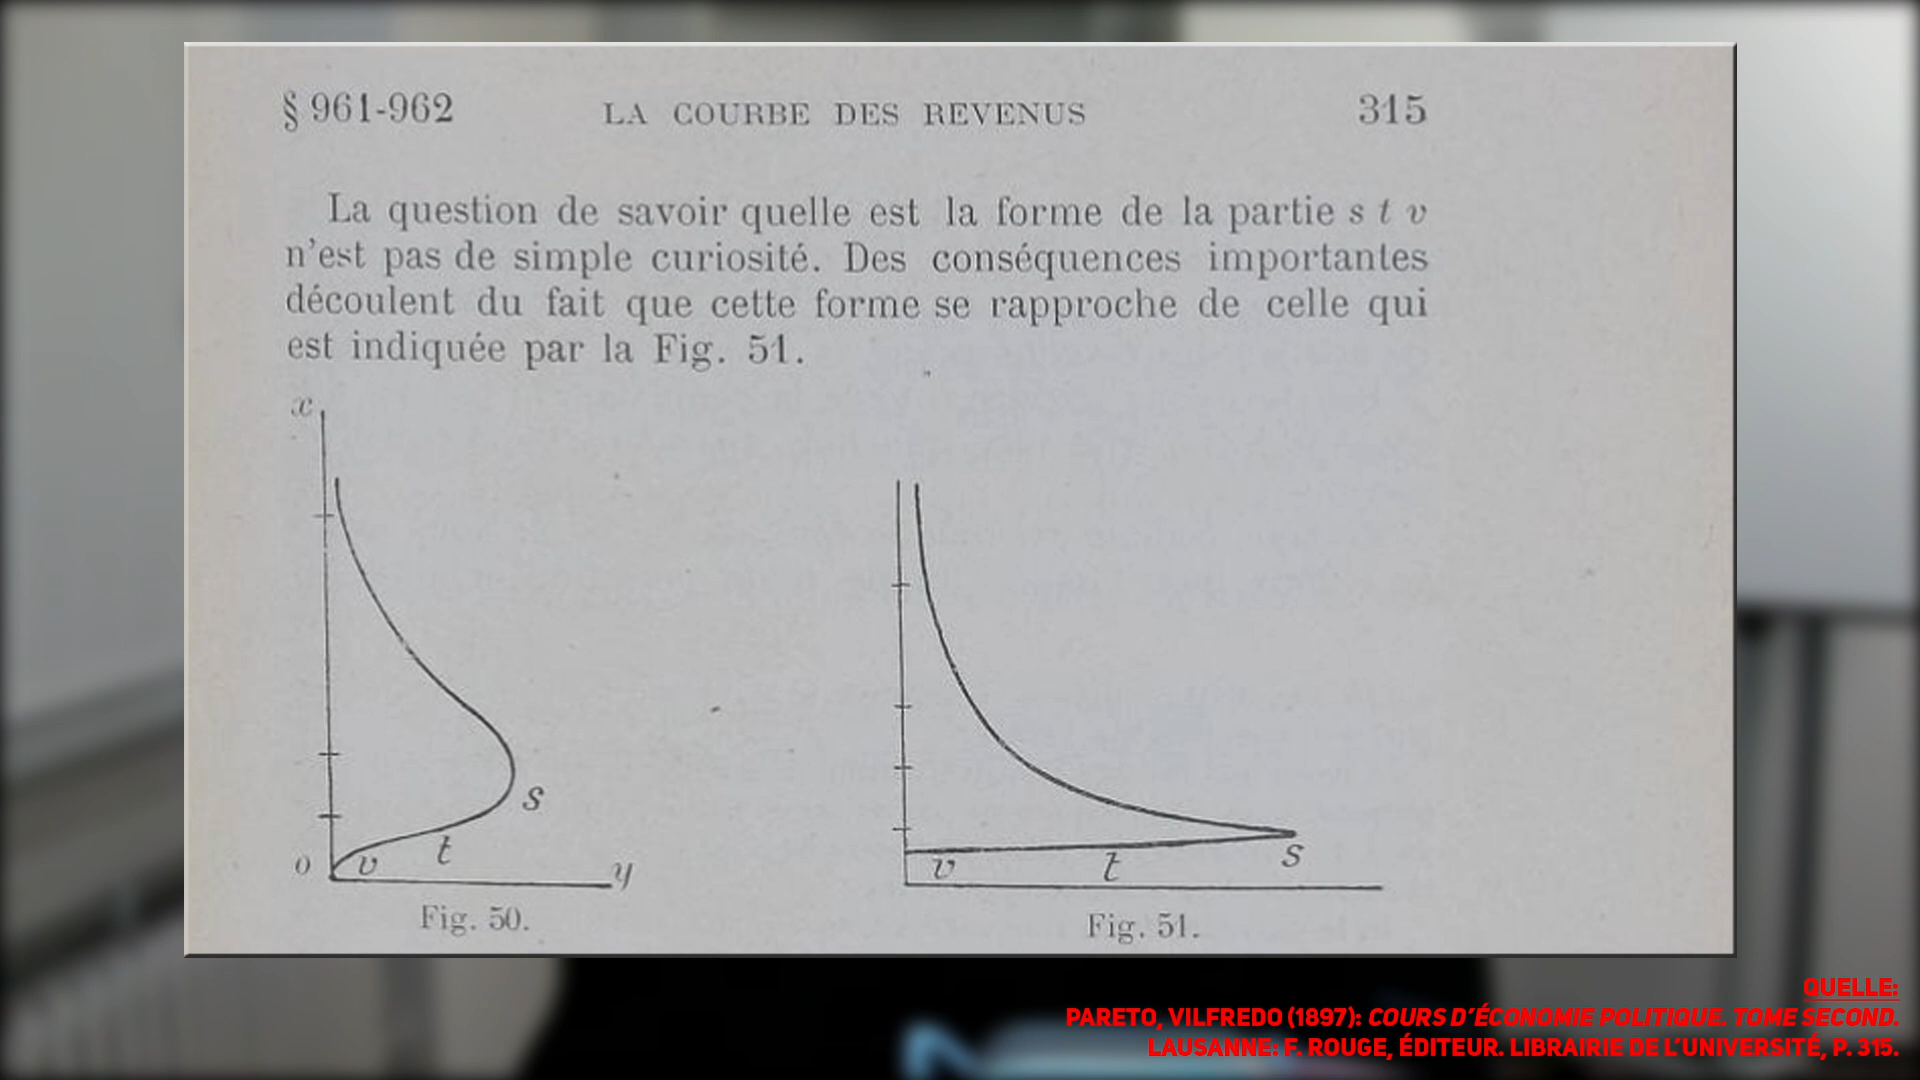 § 961-962 LA COURBE DES REVENUS 315
La question de savoir quelle est la forme de la partie s t v
n'est pas de simple curiosité. Des conséquences importantes
découlent du fait que cette forme se rapproche de celle qui
est indiquée par la Fig. 51.
x
s
t
v
o
y
Fig. 50.
v
t
s
Fig. 51.
QUELLE:
PARETO, VILFREDO (1897): COURS D'ÉCONOMIE POLITIQUE. TOME SECOND.
LAUSANNE: F. ROUGE, ÉDITEUR. LIBRAIRIE DE L'UNIVERSITÉ, P. 315.